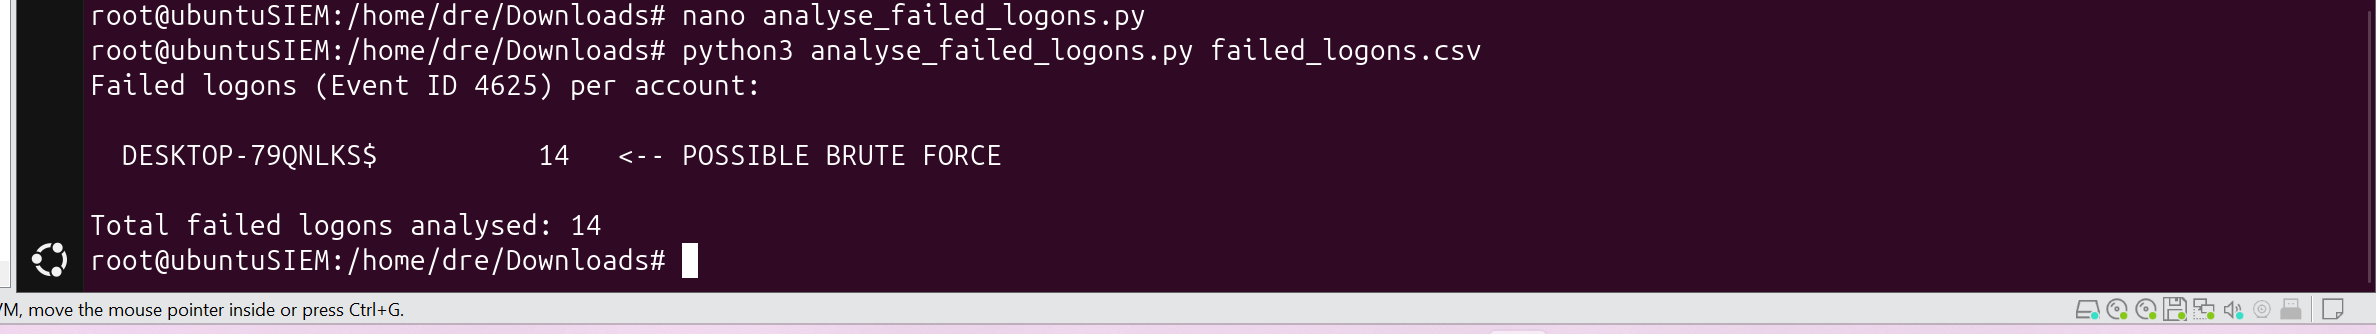 root@ubuntuSIEM:/home/dre/Downloads# nano analyse_failed_logons.py
root@ubuntuSIEM:/home/dre/Downloads# python3 analyse_failed_logons.py failed_logons.csv
Failed logons (Event ID 4625) per account:
DESKTOP-79QNLKS$ 14 <-- POSSIBLE BRUTE FORCE
Total failed logons analysed: 14
root@ubuntuSIEM:/home/dre/Downloads#
VM, move the mouse pointer inside or press Ctrl+G.